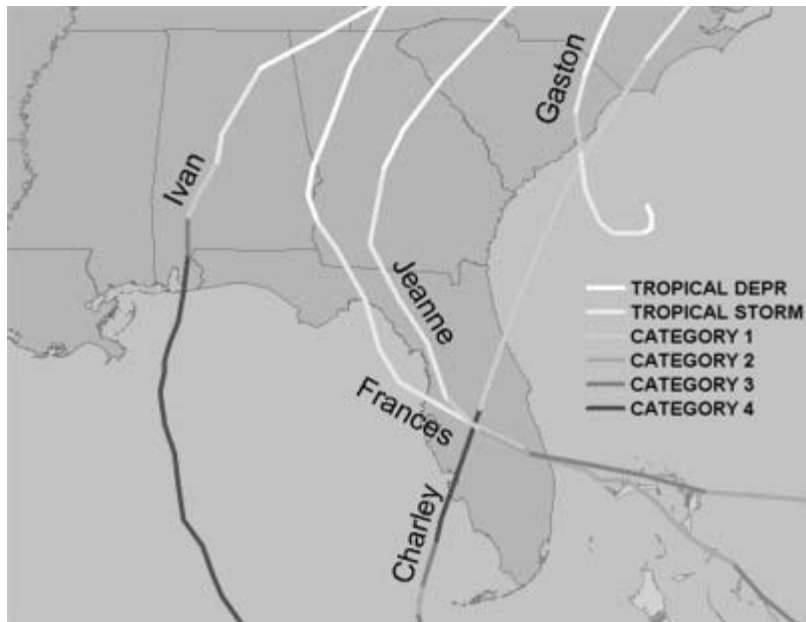 Gaston
Ivan
Jeanne
TROPICAL DEPR
TROPICAL STORM
CATEGORY 1
CATEGORY 2
CATEGORY 3
CATEGORY 4
Frances
Charley